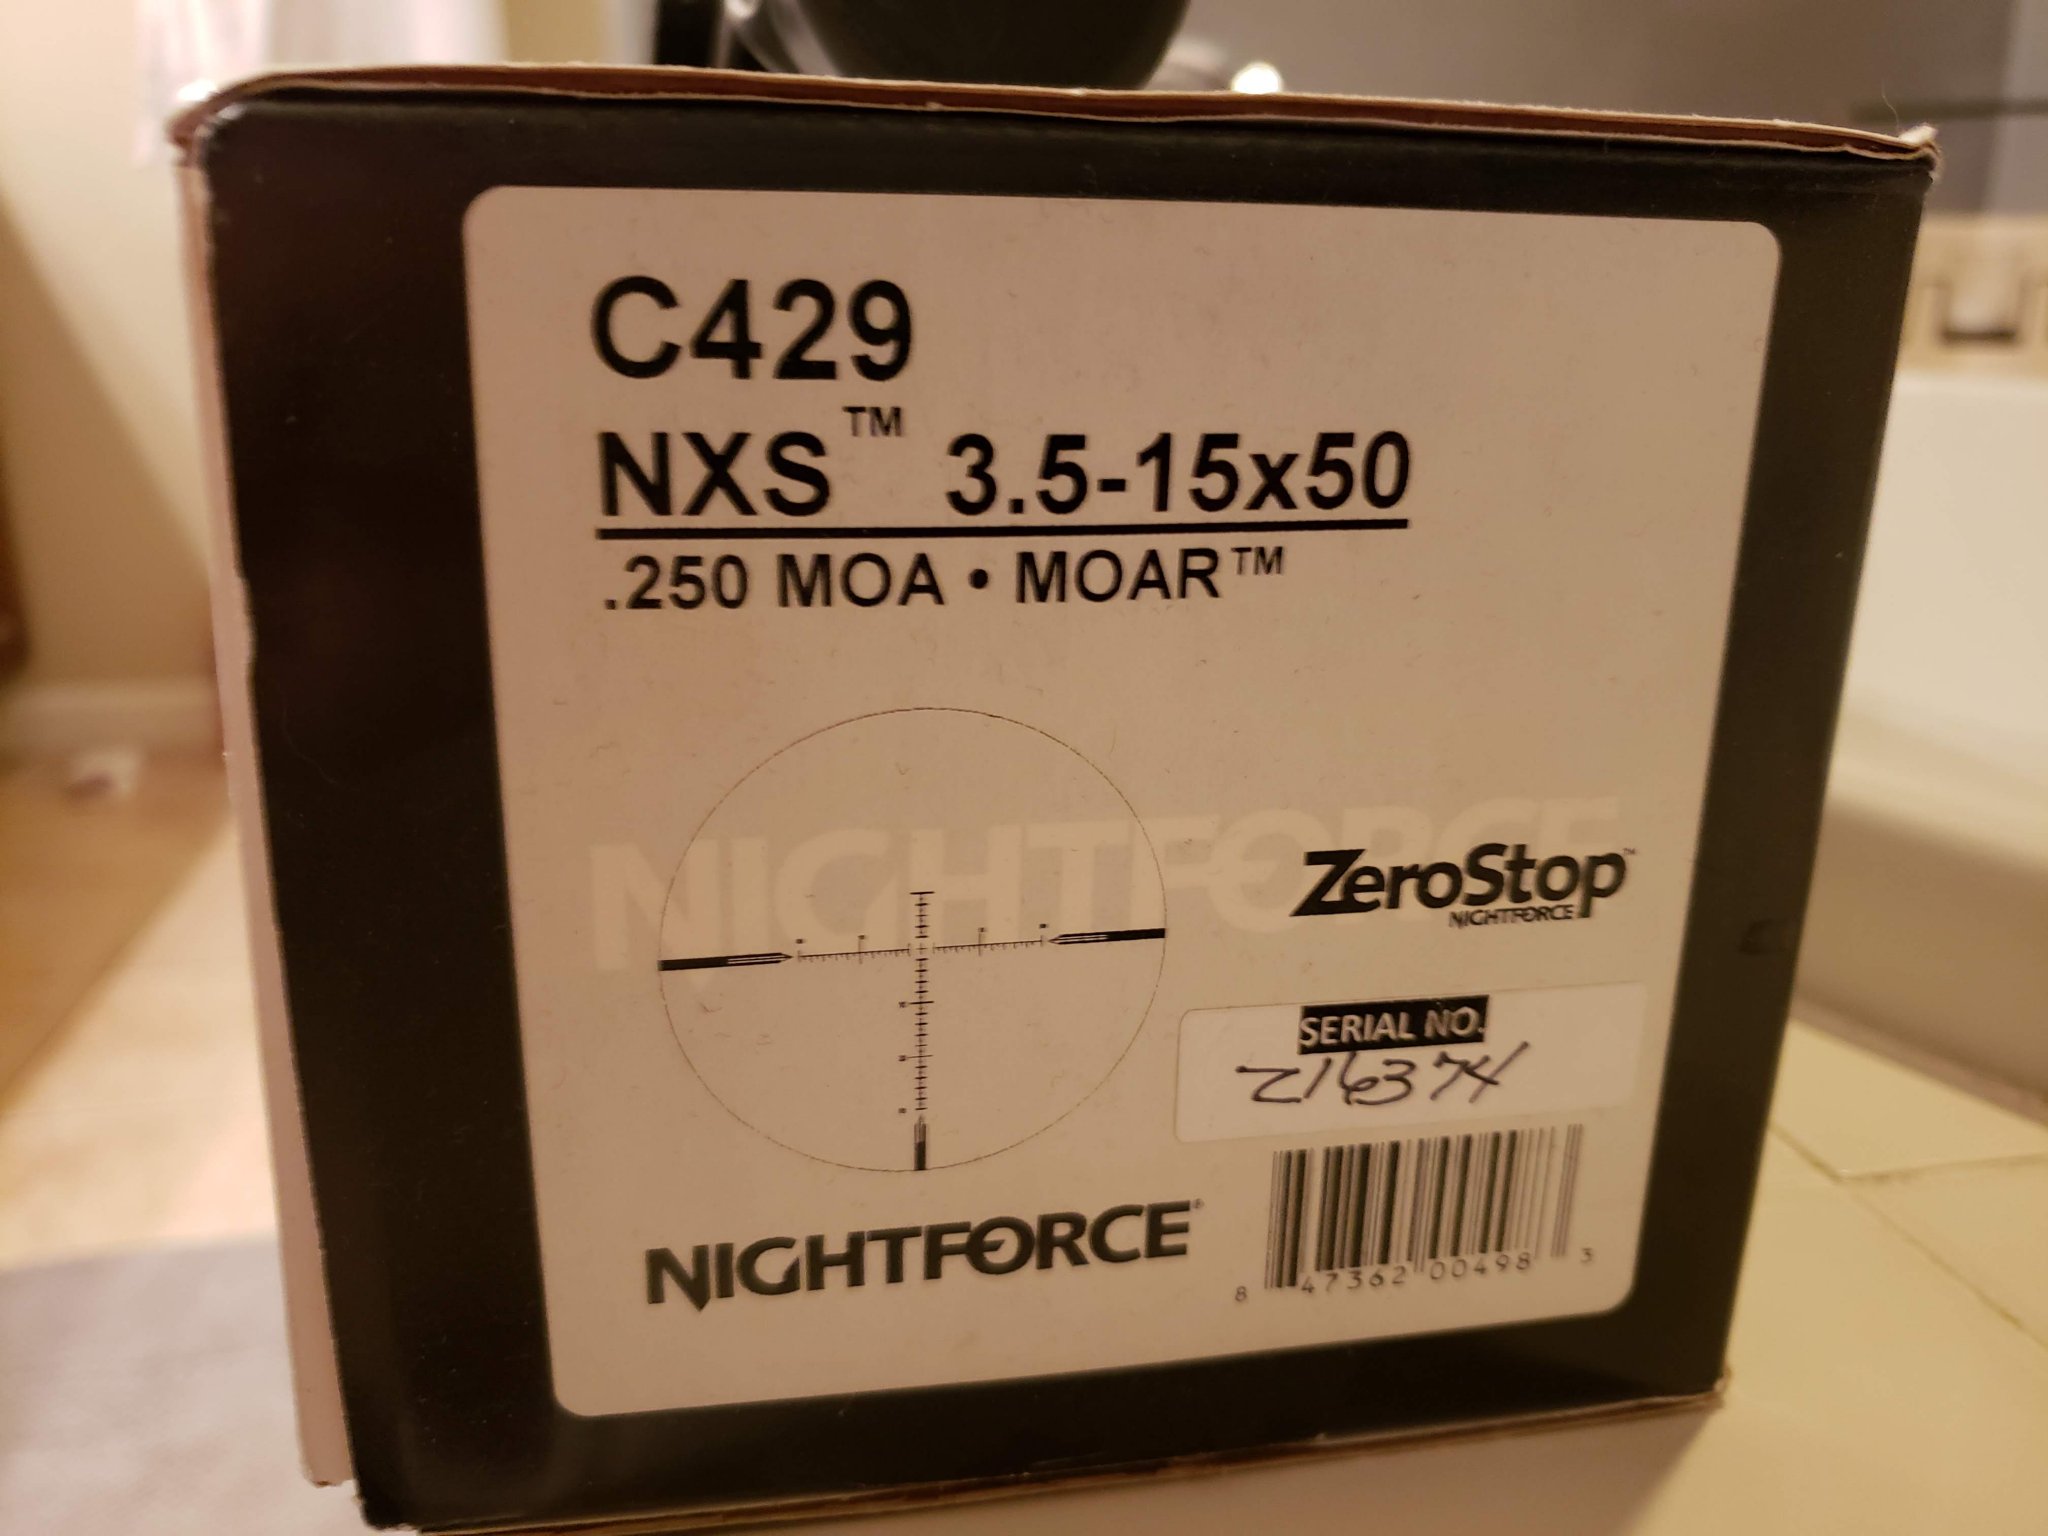 C429
NXS™ 3.5-15x50
.250 MOA • MOAR™
NIGHTFORCE
ZeroStop™
NIGHTFORCE
SERIAL NO.
Z16374
NIGHTFORCE®
8 47362 00498 3